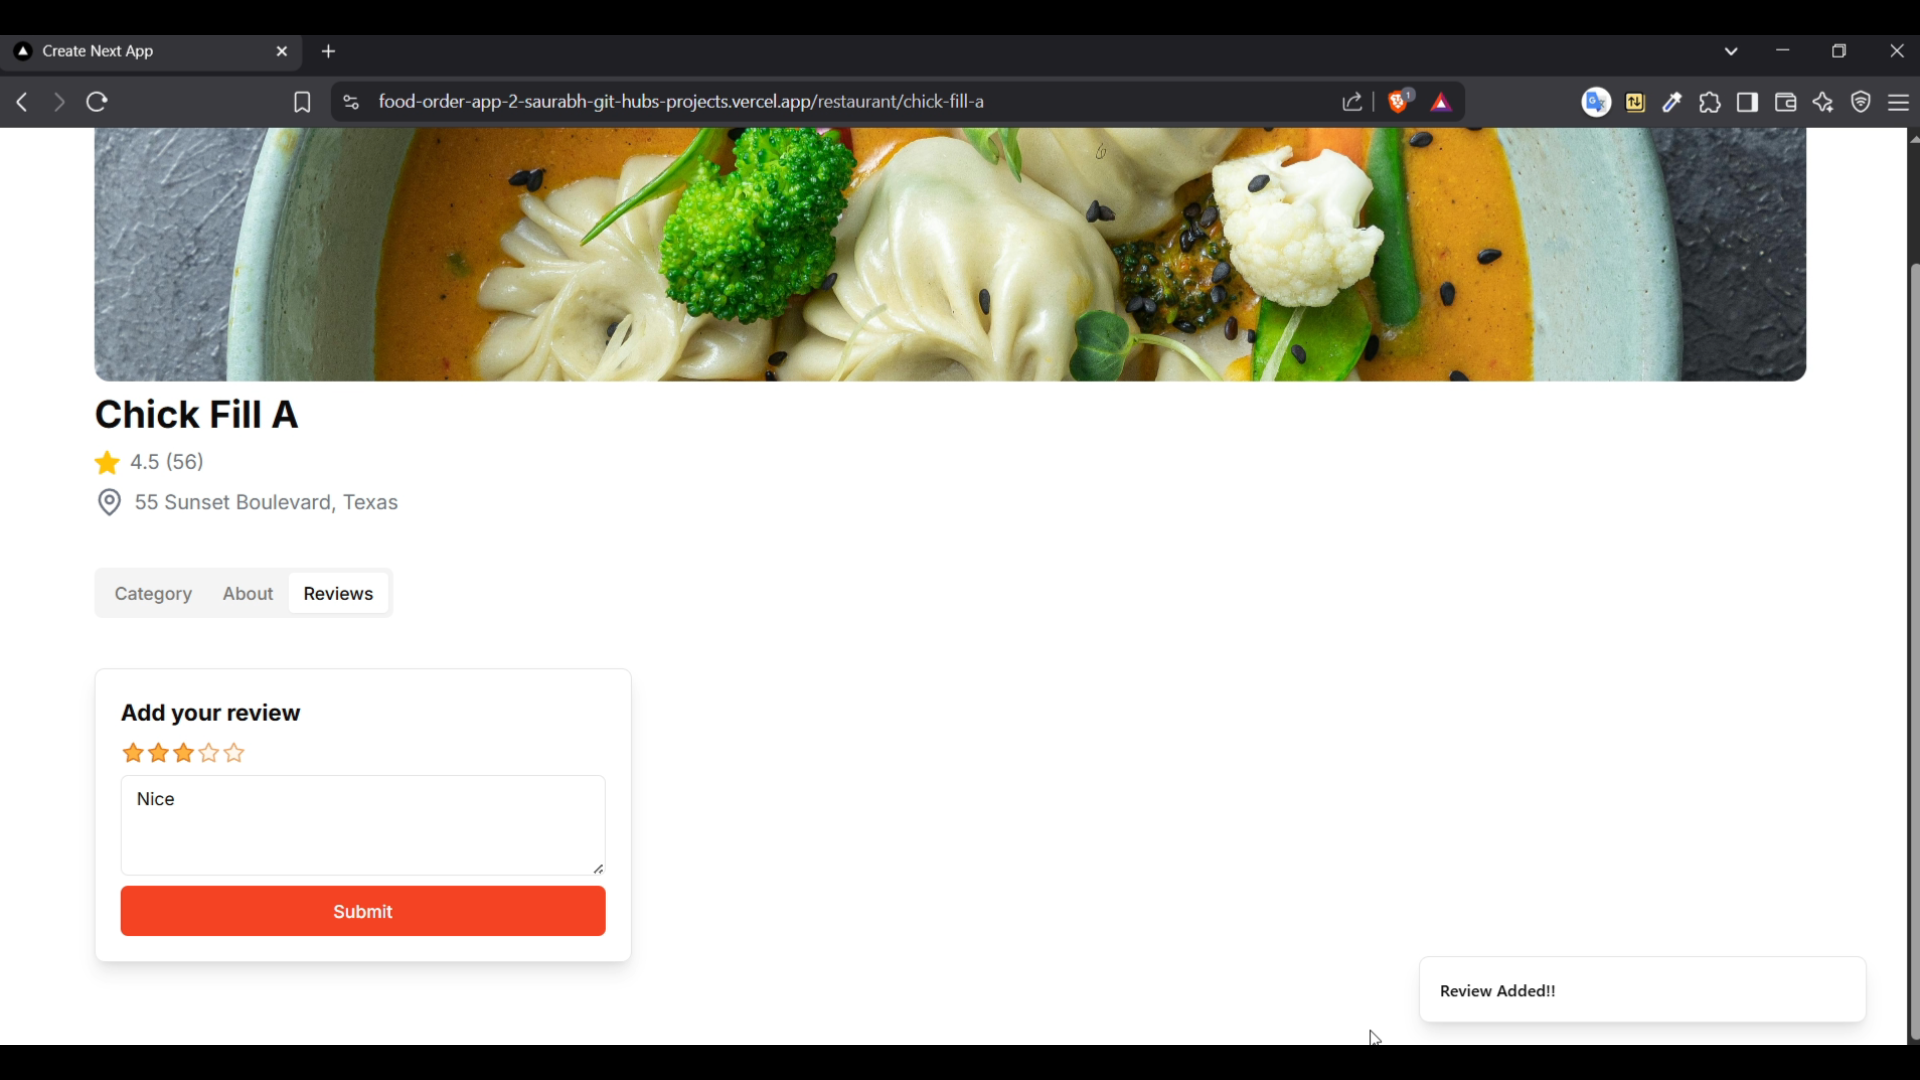 Create Next App
food-order-app-2-saurabh-git-hubs-projects.vercel.app/restaurant/chick-fill-a
1
Chick Fill A
4.5 (56)
55 Sunset Boulevard, Texas
Category About Reviews
Add your review
Nice
Submit
Review Added!!